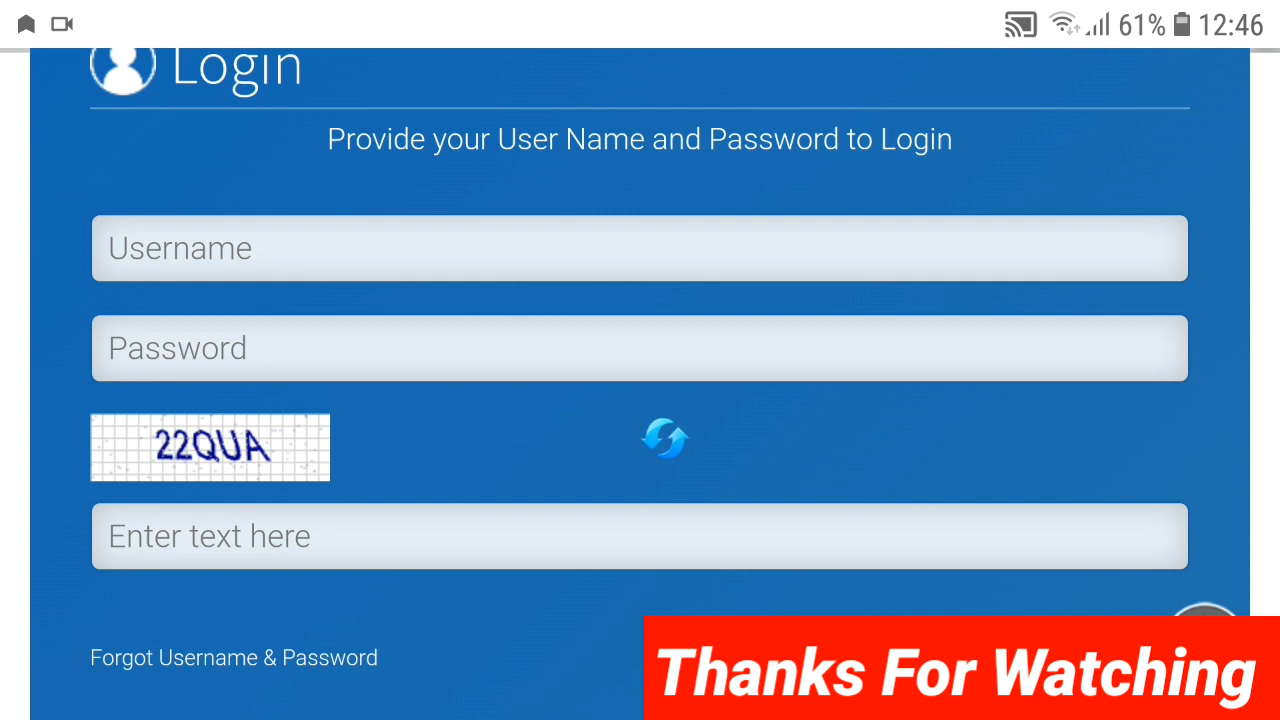 61% 12:46
Login
Provide your User Name and Password to Login
Username
Password
22QUA
Enter text here
Forgot Username & Password
Thanks For Watching